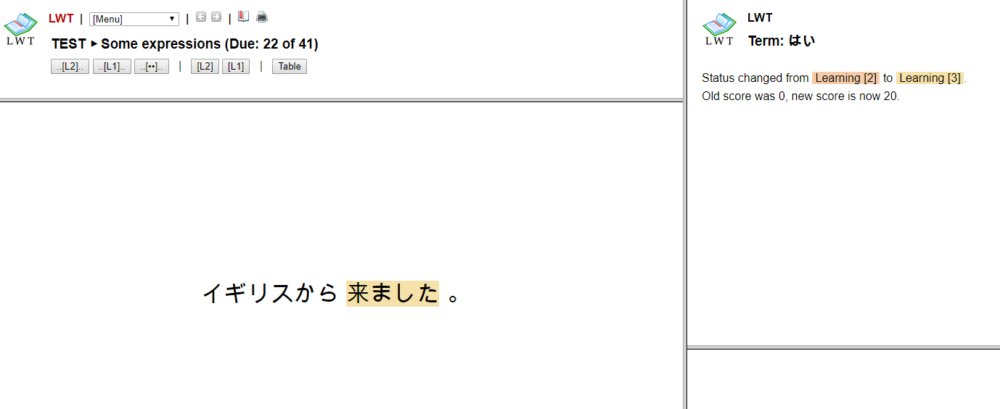 LWT | [Menu] | |
TEST ▸ Some expressions (Due: 22 of 41)
..[L2].. ..[L1].. ..[••].. | [L2] [L1] | Table
LWT
イギリスから 来ました 。
LWT
Term: はい
LWT
Status changed from Learning [2] to Learning [3].
Old score was 0, new score is now 20.